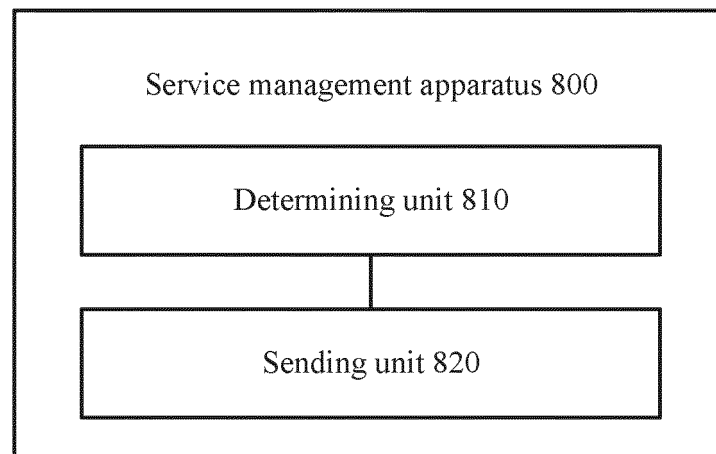 Service management apparatus 800
Determining unit 810
Sending unit 820